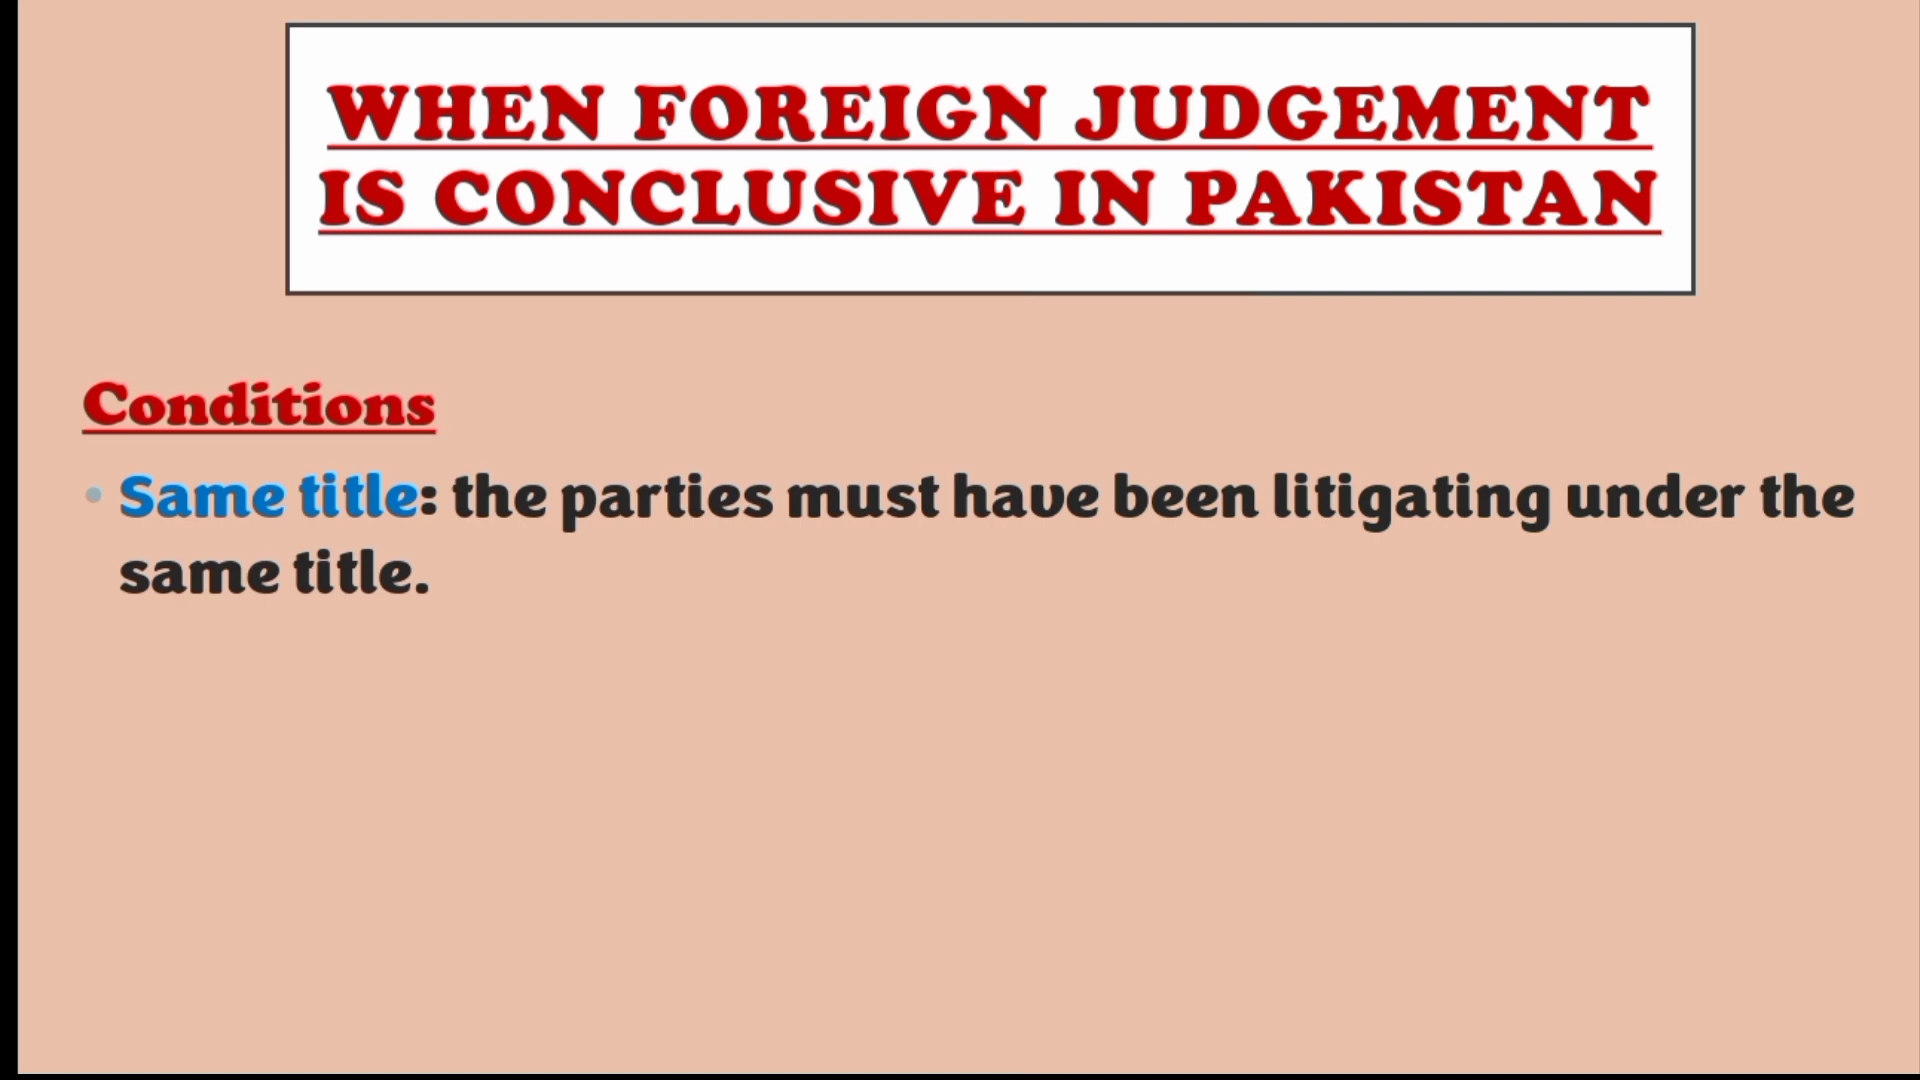 WHEN FOREIGN JUDGEMENT
IS CONCLUSIVE IN PAKISTAN
Conditions
• Same title: the parties must have been litigating under the
same title.